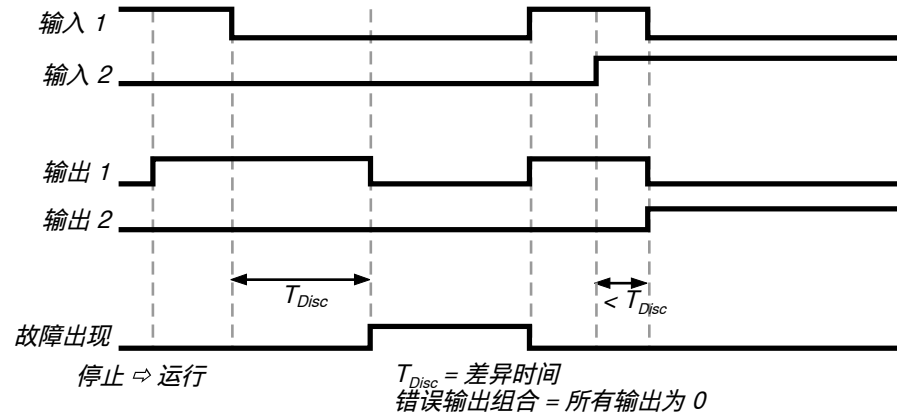 输入 1
输入 2
输出 1
输出 2
T_Disc
< T_Disc
故障出现
停止 ⇨ 运行
T_Disc = 差异时间
错误输出组合 = 所有输出为 0